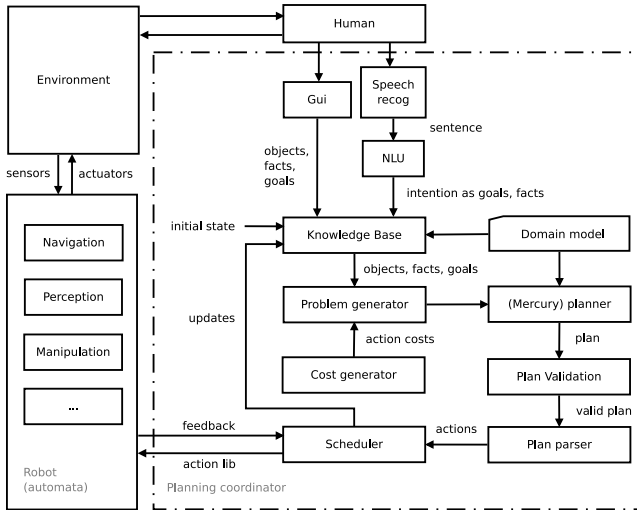 Human
Environment
Gui
Speech
recog
sentence
objects,
facts,
goals
NLU
sensors
actuators
intention as goals, facts
Navigation
initial state
Knowledge Base
Domain model
objects, facts, goals
Perception
updates
Problem generator
(Mercury) planner
action costs
plan
Manipulation
Cost generator
Plan Validation
...
valid plan
feedback
Scheduler
actions
Plan parser
action lib
Robot
(automata)
Planning coordinator